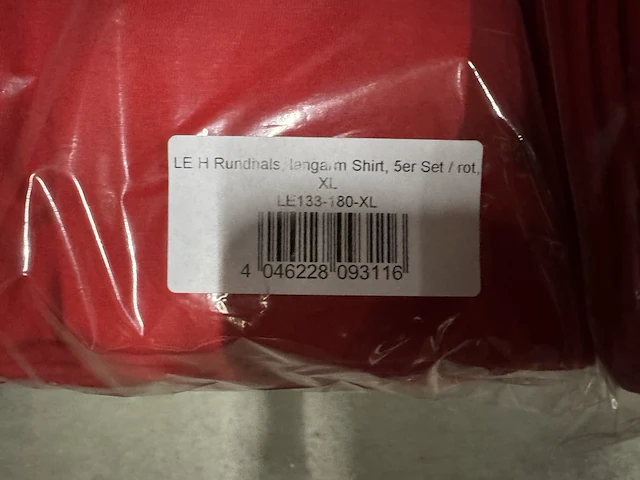 LE H Rundhals, langarm Shirt, 5er Set / rot,
XL
LE133-180-XL
4 046228 093116